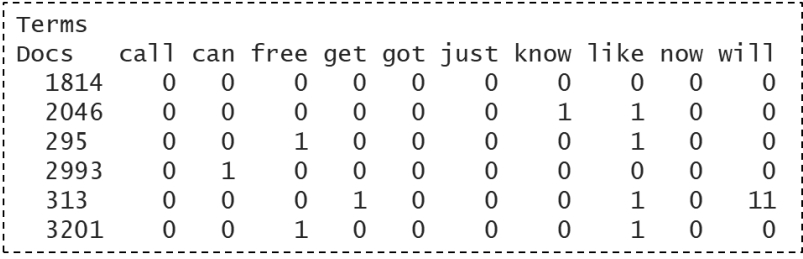 Terms
Docs call can free get got just know like now will
1814 0 0 0 0 0 0 0 0 0 0
2046 0 0 0 0 0 0 1 1 0 0
295 0 0 1 0 0 0 0 1 0 0
2993 0 1 0 0 0 0 0 0 0 0
313 0 0 0 1 0 0 0 1 0 11
3201 0 0 1 0 0 0 0 1 0 0